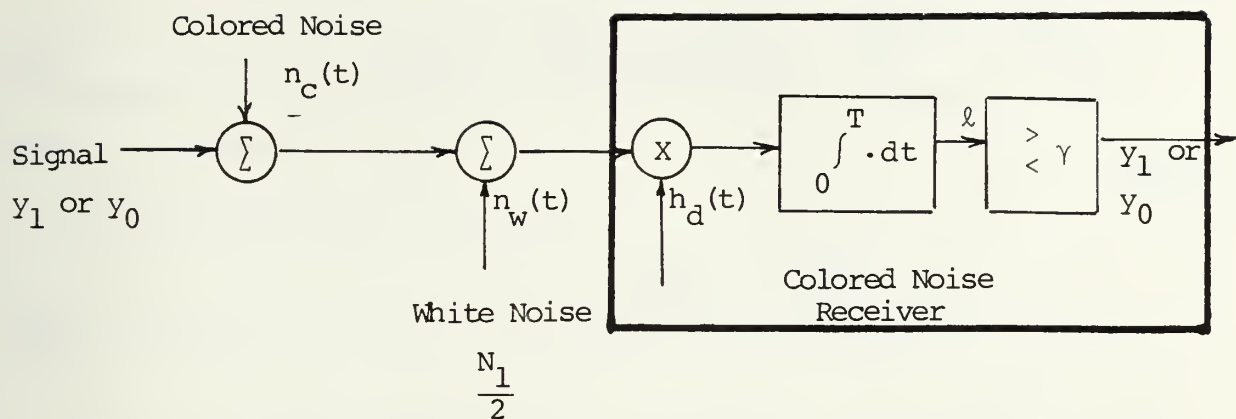 Colored Noise
n_c(t)
Signal
y_1 or y_0
Σ
Σ
n_w(t)
White Noise
N_1
2
X
h_d(t)
T
∫ .dt
0
ℓ
>
< γ
y_1 or
y_0
Colored Noise
Receiver